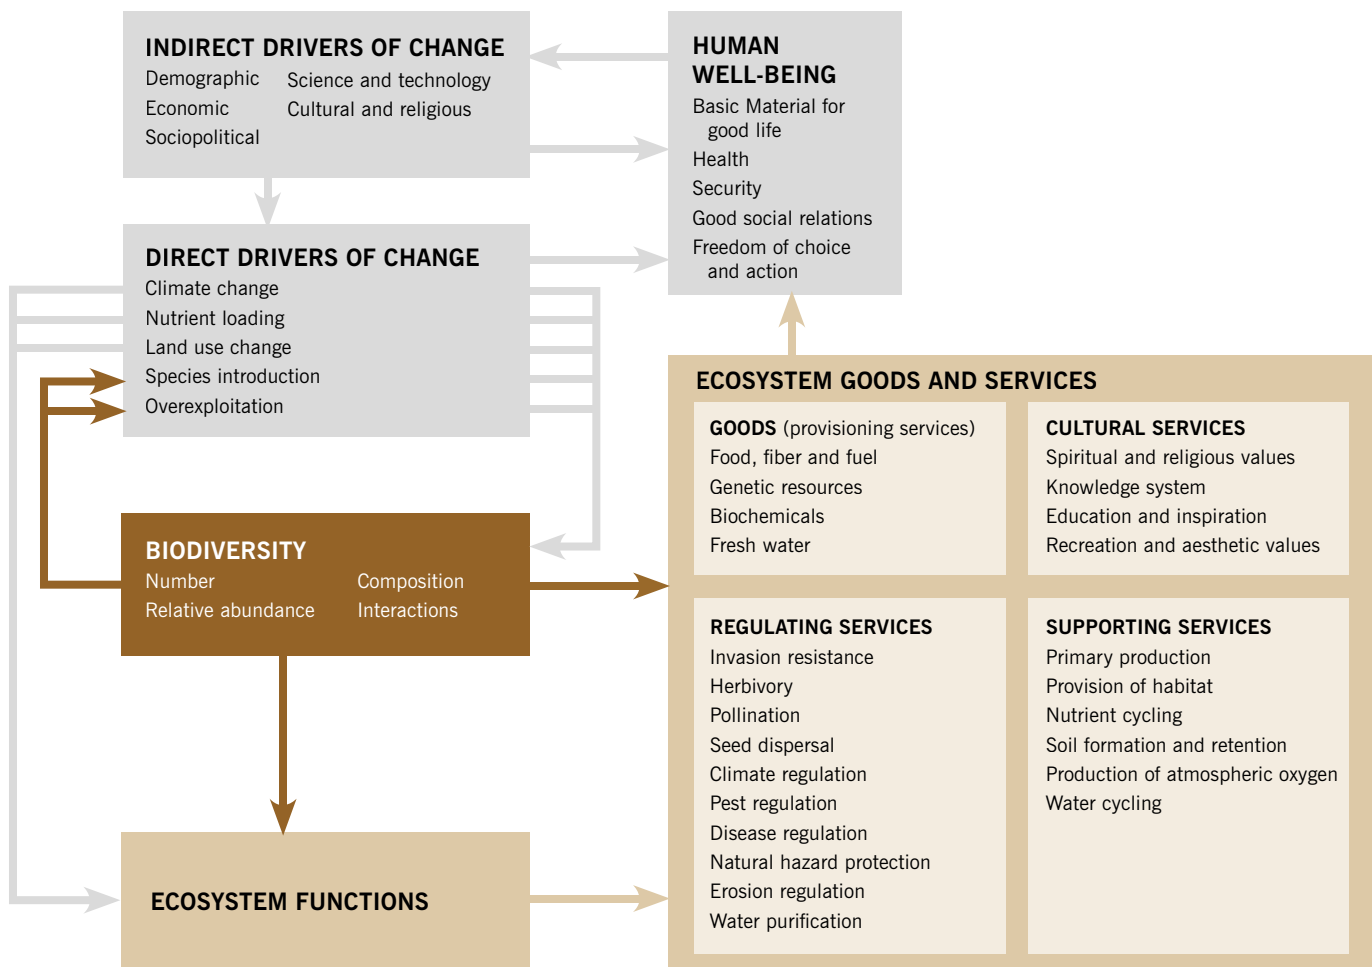 INDIRECT DRIVERS OF CHANGE
Demographic
Economic
Sociopolitical
Science and technology
Cultural and religious
HUMAN
WELL-BEING
Basic Material for
good life
Health
Security
Good social relations
Freedom of choice
and action
DIRECT DRIVERS OF CHANGE
Climate change
Nutrient loading
Land use change
Species introduction
Overexploitation
BIODIVERSITY
Number
Relative abundance
Composition
Interactions
ECOSYSTEM FUNCTIONS
ECOSYSTEM GOODS AND SERVICES
GOODS (provisioning services)
Food, fiber and fuel
Genetic resources
Biochemicals
Fresh water
CULTURAL SERVICES
Spiritual and religious values
Knowledge system
Education and inspiration
Recreation and aesthetic values
REGULATING SERVICES
Invasion resistance
Herbivory
Pollination
Seed dispersal
Climate regulation
Pest regulation
Disease regulation
Natural hazard protection
Erosion regulation
Water purification
SUPPORTING SERVICES
Primary production
Provision of habitat
Nutrient cycling
Soil formation and retention
Production of atmospheric oxygen
Water cycling